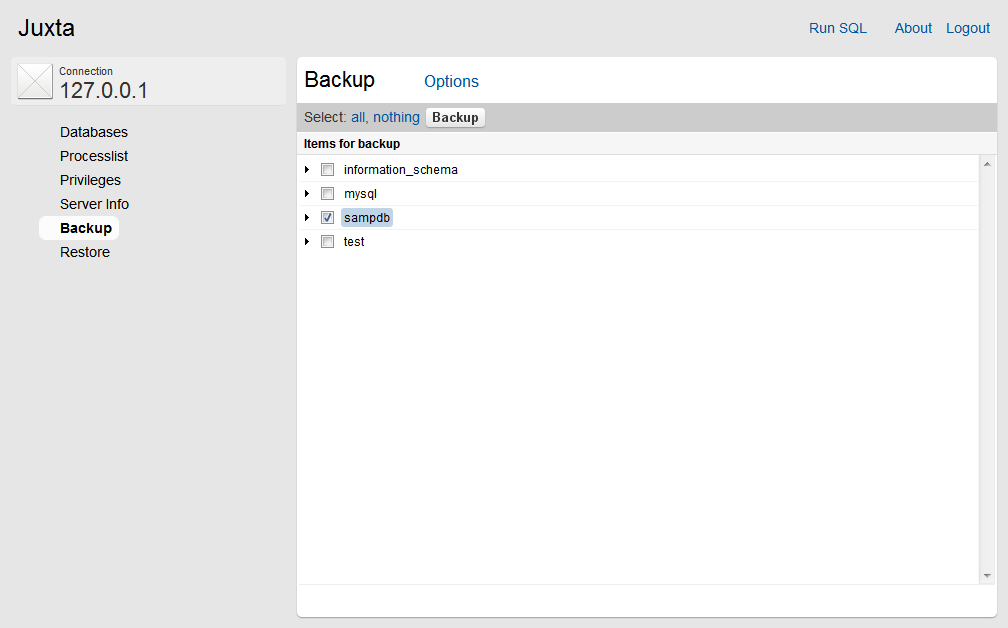 Juxta
Run SQL About Logout
Connection
127.0.0.1
Databases
Processlist
Privileges
Server Info
Backup
Restore
Backup Options
Select: all, nothing Backup
Items for backup
information_schema
mysql
sampdb
test